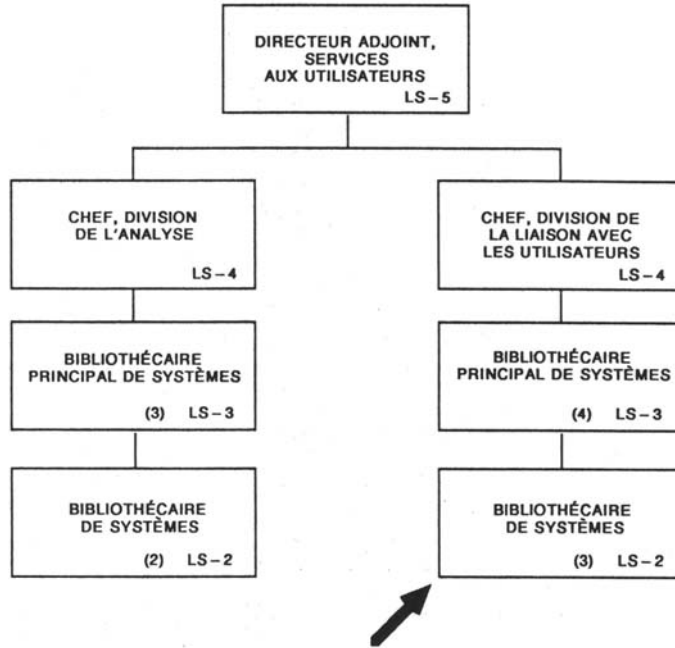 DIRECTEUR ADJOINT,
SERVICES
AUX UTILISATEURS
LS-5
CHEF, DIVISION
DE L'ANALYSE
LS-4
CHEF, DIVISION DE
LA LIAISON AVEC
LES UTILISATEURS
LS-4
BIBLIOTHÉCAIRE
PRINCIPAL DE SYSTÈMES
(3) LS-3
BIBLIOTHÉCAIRE
PRINCIPAL DE SYSTÈMES
(4) LS-3
BIBLIOTHÉCAIRE
DE SYSTÈMES
(2) LS-2
BIBLIOTHÉCAIRE
DE SYSTÈMES
(3) LS-2